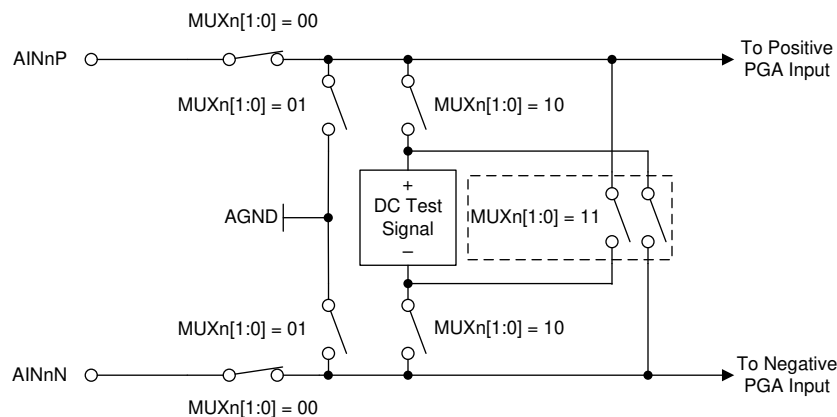 MUXn[1:0] = 00
AINnP
To Positive
PGA Input
MUXn[1:0] = 01
MUXn[1:0] = 10
+
DC Test
Signal
–
AGND
MUXn[1:0] = 11
MUXn[1:0] = 01
MUXn[1:0] = 10
AINnN
To Negative
PGA Input
MUXn[1:0] = 00